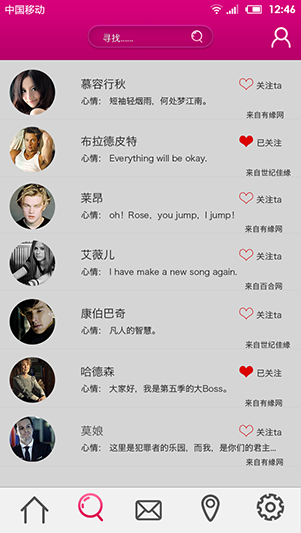 中国移动 12:46
寻找......
慕容行秋 关注ta
心情： 短袖轻烟雨，何处梦江南。
来自有缘网
布拉德皮特 已关注
心情： Everything will be okay.
来自世纪佳缘
莱昂 关注ta
心情： oh！Rose，you jump，I jump！
来自有缘网
艾薇儿 关注ta
心情： I have make a new song again.
来自百合网
康伯巴奇 关注ta
心情： 凡人的智慧。
来自世纪佳缘
哈德森 已关注
心情： 大家好，我是第五季的大Boss。
来自有缘网
莫娘 关注ta
心情： 这里是犯罪者的乐园，而我，是你们的君主...
来自有缘网